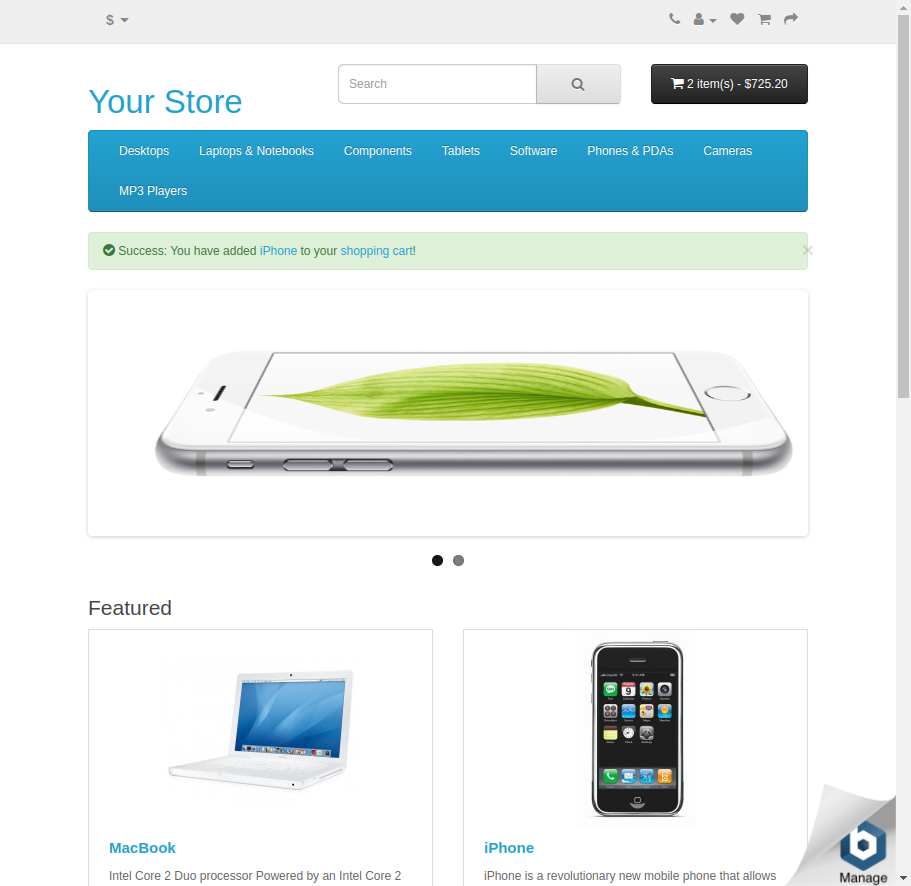 $
Search
2 item(s) - $725.20
Your Store
Desktops
Laptops & Notebooks
Components
Tablets
Software
Phones & PDAs
Cameras
MP3 Players
Success: You have added iPhone to your shopping cart!
×
Featured
MacBook
iPhone
Intel Core 2 Duo processor Powered by an Intel Core 2
iPhone is a revolutionary new mobile phone that allows
b
Manage